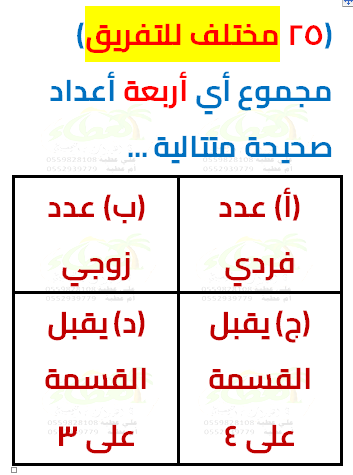 (٢٥ مختلف للتفريق)
مجموع أي أربعة أعداد
صحيحة متتالية ...
(أ) عدد
فردي
(ب) عدد
زوجي
(ج) يقبل
القسمة
على ٤
(د) يقبل
القسمة
على ٣